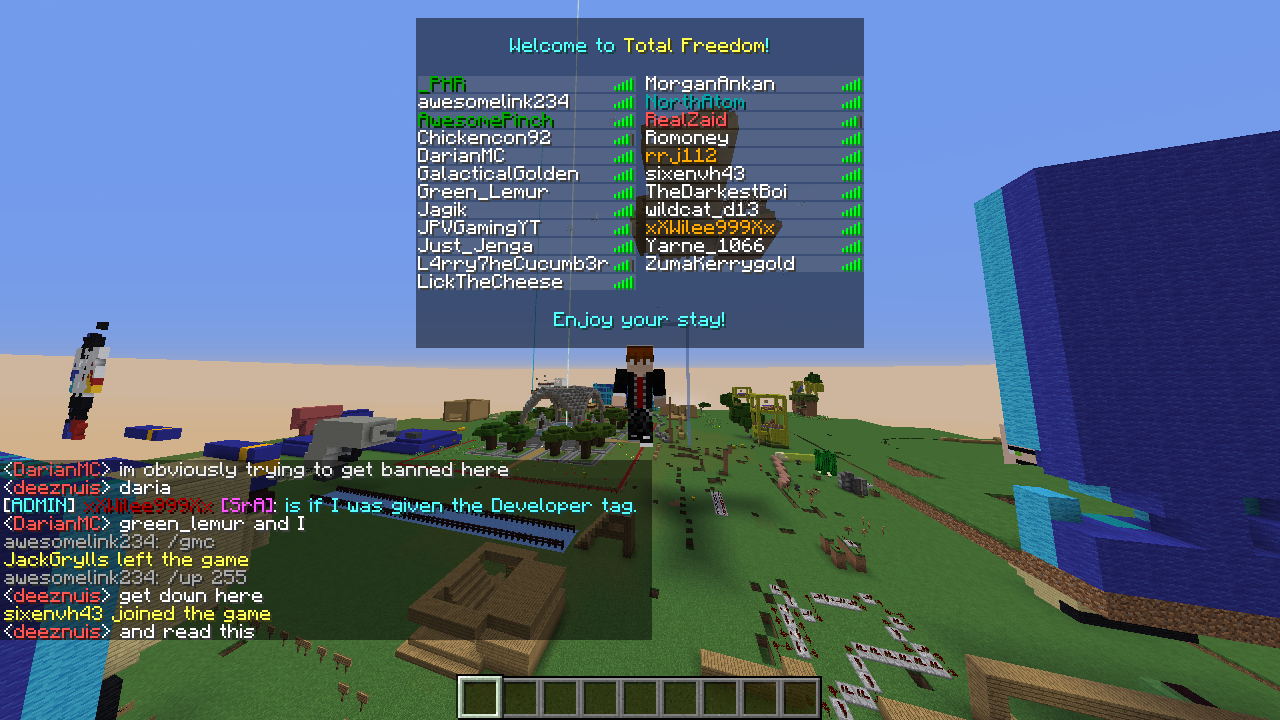 Welcome to Total Freedom!
_PHR
MorganAnkan
awesomelink234
NorthAtom
AwesomePinch
RealZaid
Chickencon92
Romoney
DarianMC
rrj112
GalacticalGolden
sixenvh43
Green_Lemur
TheDarkestBoi
Jagik
wildcat_d13
JPVGamingYT
xXWilee999Xx
Just_Jenga
Yarne_1066
L4rry7heCucumb3r
ZumaKerrygold
LickTheCheese
Enjoy your stay!
<DarianMC> im obviously trying to get banned here
<deeznuis> daria
[ADMIN] xXWilee999Xx [SrA]: is if I was given the Developer tag.
<DarianMC> green_lemur and I
awesomelink234: /gmc
JackGrylls left the game
awesomelink234: /up 255
<deeznuis> get down here
sixenvh43 joined the game
<deeznuis> and read this